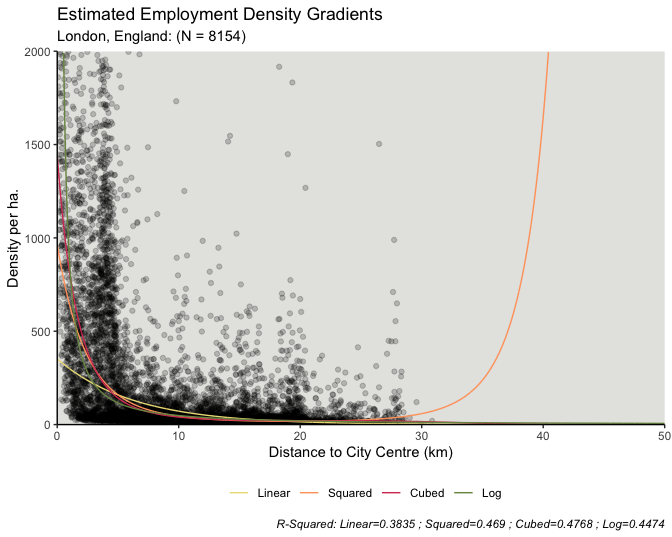 Estimated Employment Density Gradients
London, England: (N = 8154)
2000
1500
1000
500
0
Density per ha.
0 10 20 30 40 50
Distance to City Centre (km)
Linear Squared Cubed Log
R-Squared: Linear=0.3835 ; Squared=0.469 ; Cubed=0.4768 ; Log=0.4474